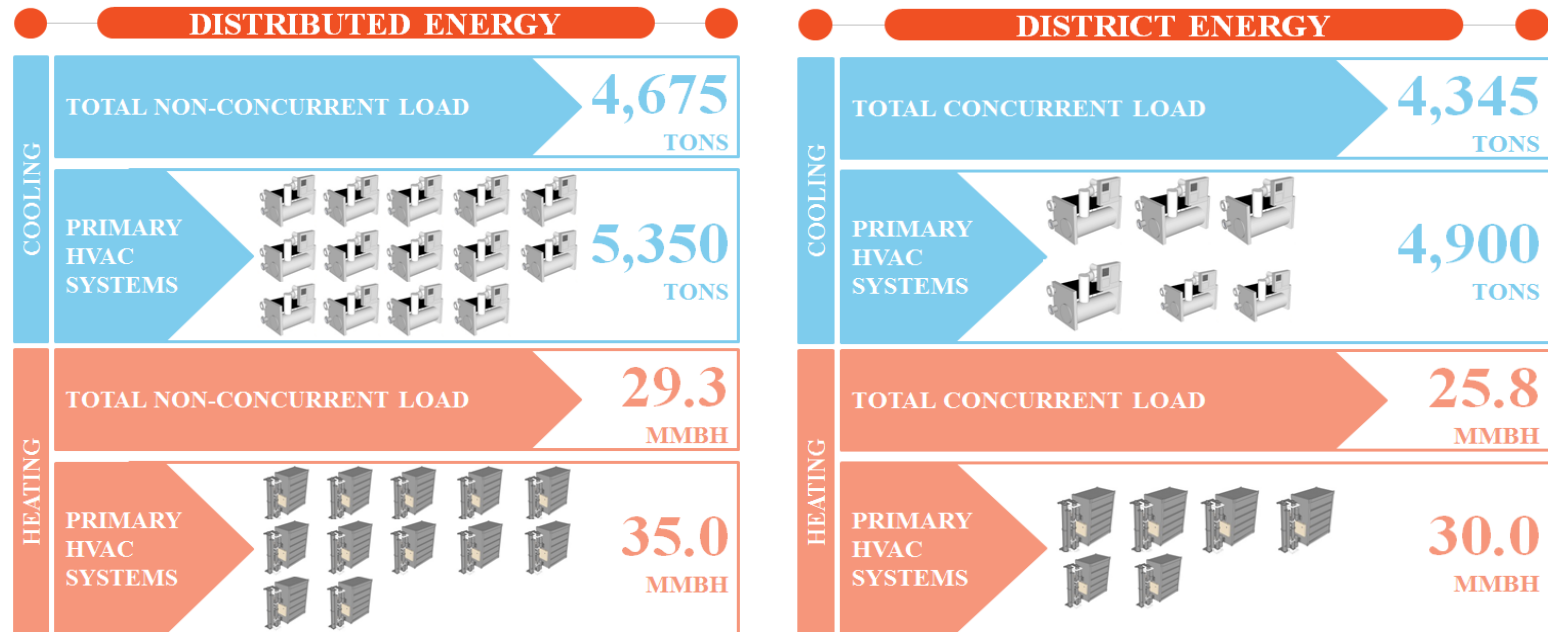 DISTRIBUTED ENERGY
COOLING
TOTAL NON-CONCURRENT LOAD
4,675
TONS
PRIMARY
HVAC
SYSTEMS
5,350
TONS
HEATING
TOTAL NON-CONCURRENT LOAD
29.3
MMBH
PRIMARY
HVAC
SYSTEMS
35.0
MMBH
DISTRICT ENERGY
COOLING
TOTAL CONCURRENT LOAD
4,345
TONS
PRIMARY
HVAC
SYSTEMS
4,900
TONS
HEATING
TOTAL CONCURRENT LOAD
25.8
MMBH
PRIMARY
HVAC
SYSTEMS
30.0
MMBH